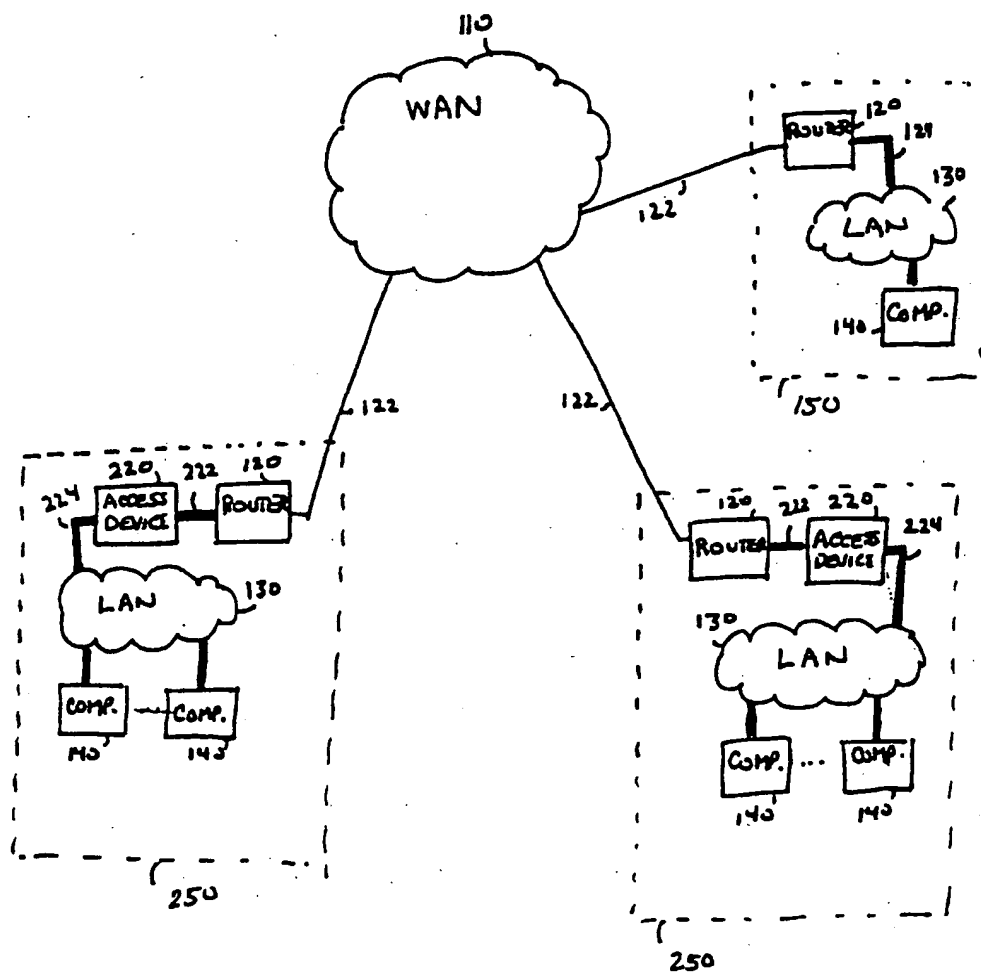 110
WAN
120
ROUTER
124
130
LAN
140
COMP.
150
122
122
122
220
222
120
224
ACCESS
DEVICE
ROUTER
LAN
130
COMP.
COMP.
140
140
250
120
222
220
224
ROUTER
ACCESS
DEVICE
130
LAN
COMP.
...
COMP.
140
140
250